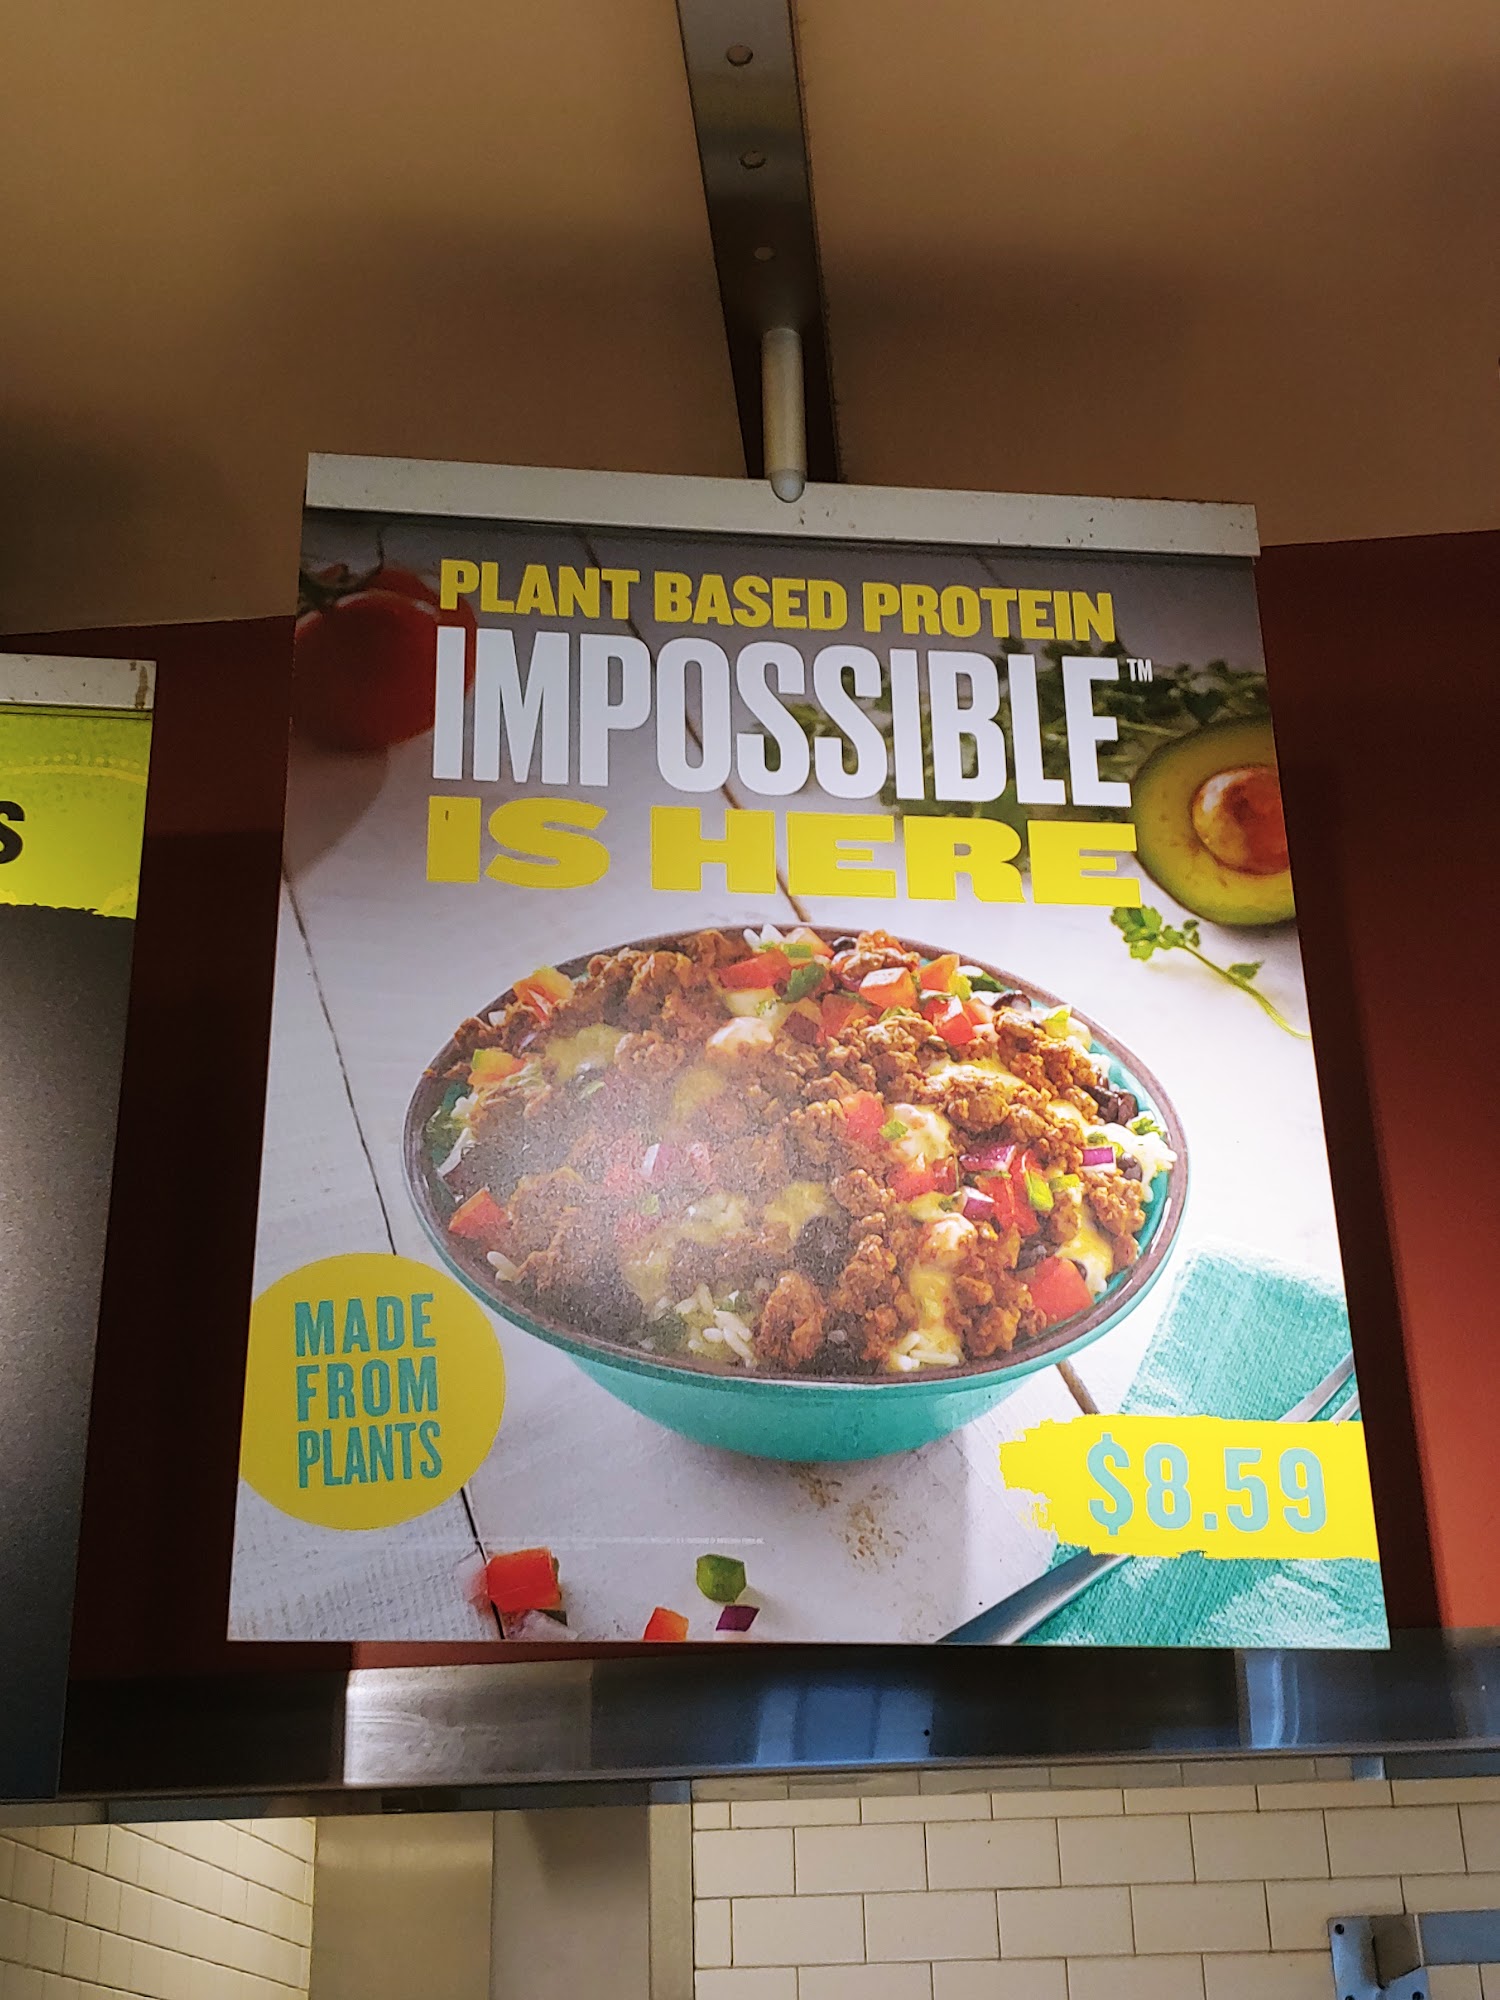 PLANT BASED PROTEIN
IMPOSSIBLE™
IS HERE
S
MADE
FROM
PLANTS
$8.59